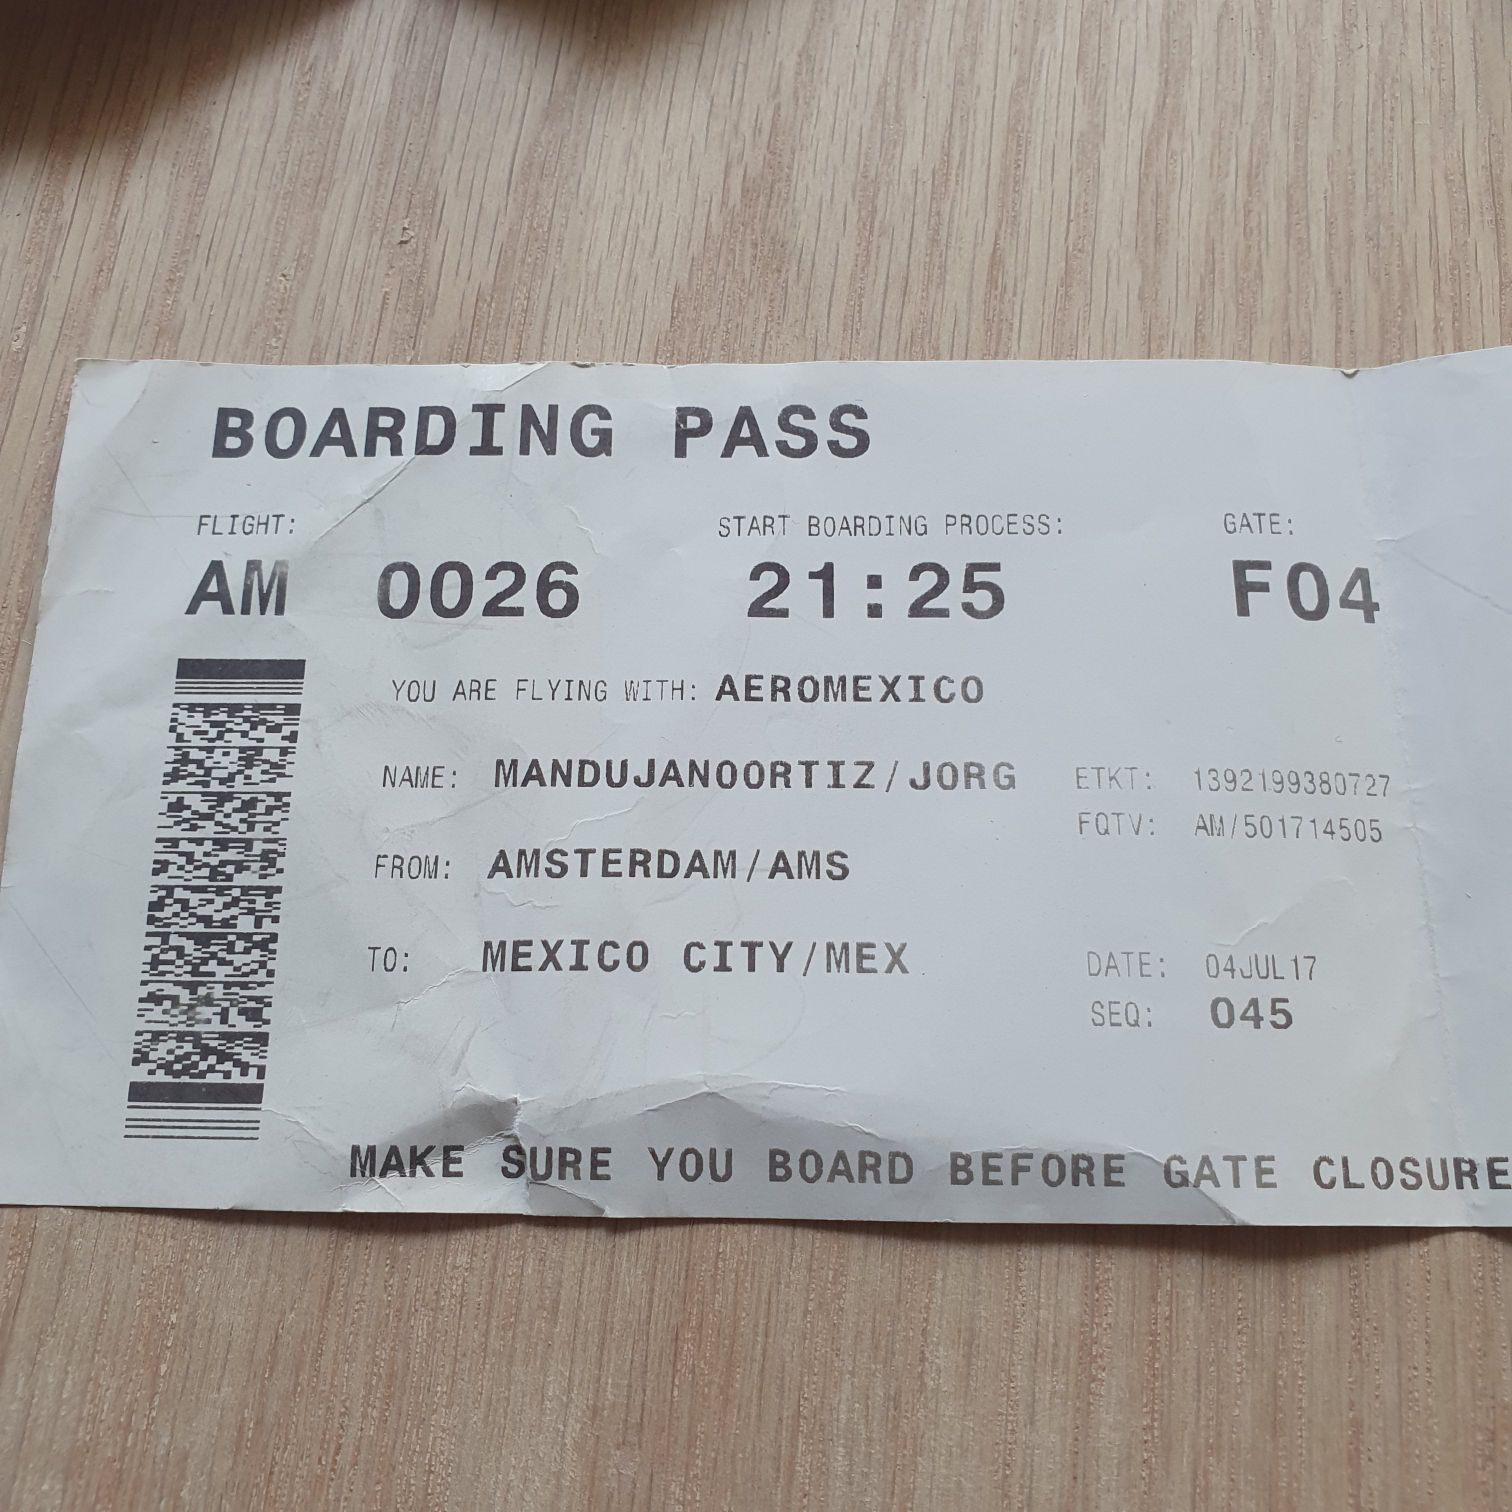 BOARDING PASS
FLIGHT: START BOARDING PROCESS: GATE:
AM 0026 21:25 F04
YOU ARE FLYING WITH: AEROMEXICO
NAME: MANDUJANOORTIZ/JORG ETKT: 1392199380727
FQTV: AM/501714505
FROM: AMSTERDAM/AMS
TO: MEXICO CITY/MEX DATE: 04JUL17
SEQ: 045
MAKE SURE YOU BOARD BEFORE GATE CLOSURE